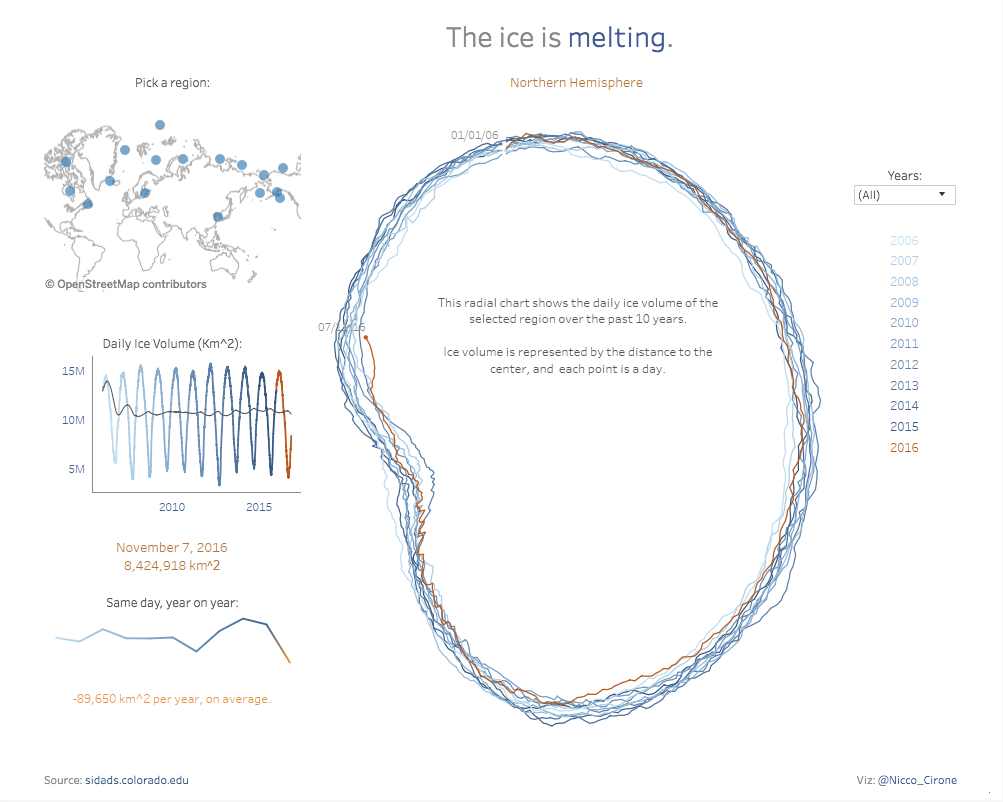 The ice is melting.
Pick a region:
Northern Hemisphere
© OpenStreetMap contributors
01/01/06
Years:
(All)
2006
2007
2008
2009
2010
2011
2012
2013
2014
2015
2016
This radial chart shows the daily ice volume of the
selected region over the past 10 years.
Ice volume is represented by the distance to the
center, and each point is a day.
Daily Ice Volume (Km^2):
15M
10M
5M
2010
2015
November 7, 2016
8,424,918 km^2
Same day, year on year:
-89,650 km^2 per year, on average.
Source: sidads.colorado.edu
Viz: @Nicco_Cirone